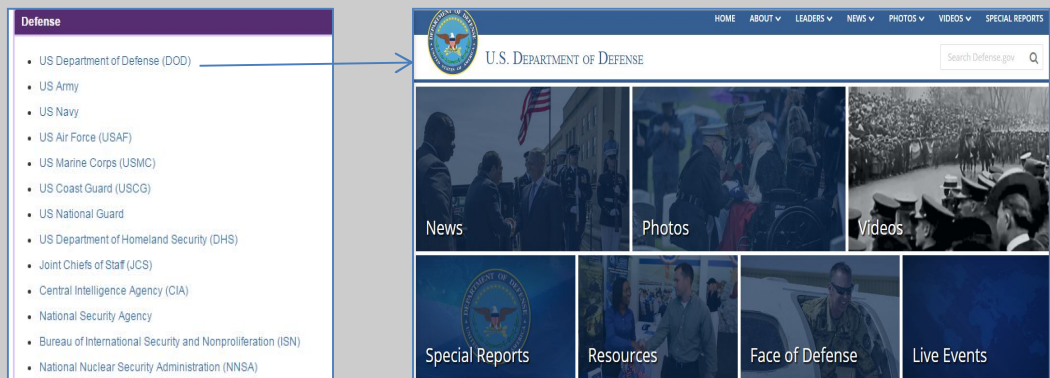 Defense
US Department of Defense (DOD)
US Army
US Navy
US Air Force (USAF)
US Marine Corps (USMC)
US Coast Guard (USCG)
US National Guard
US Department of Homeland Security (DHS)
Joint Chiefs of Staff (JCS)
Central Intelligence Agency (CIA)
National Security Agency
Bureau of International Security and Nonproliferation (ISN)
National Nuclear Security Administration (NNSA)
HOME ABOUT LEADERS NEWS PHOTOS VIDEOS SPECIAL REPORTS
U.S. DEPARTMENT OF DEFENSE
Search Defense.gov
News
Photos
Videos
Special Reports
Resources
Face of Defense
Live Events